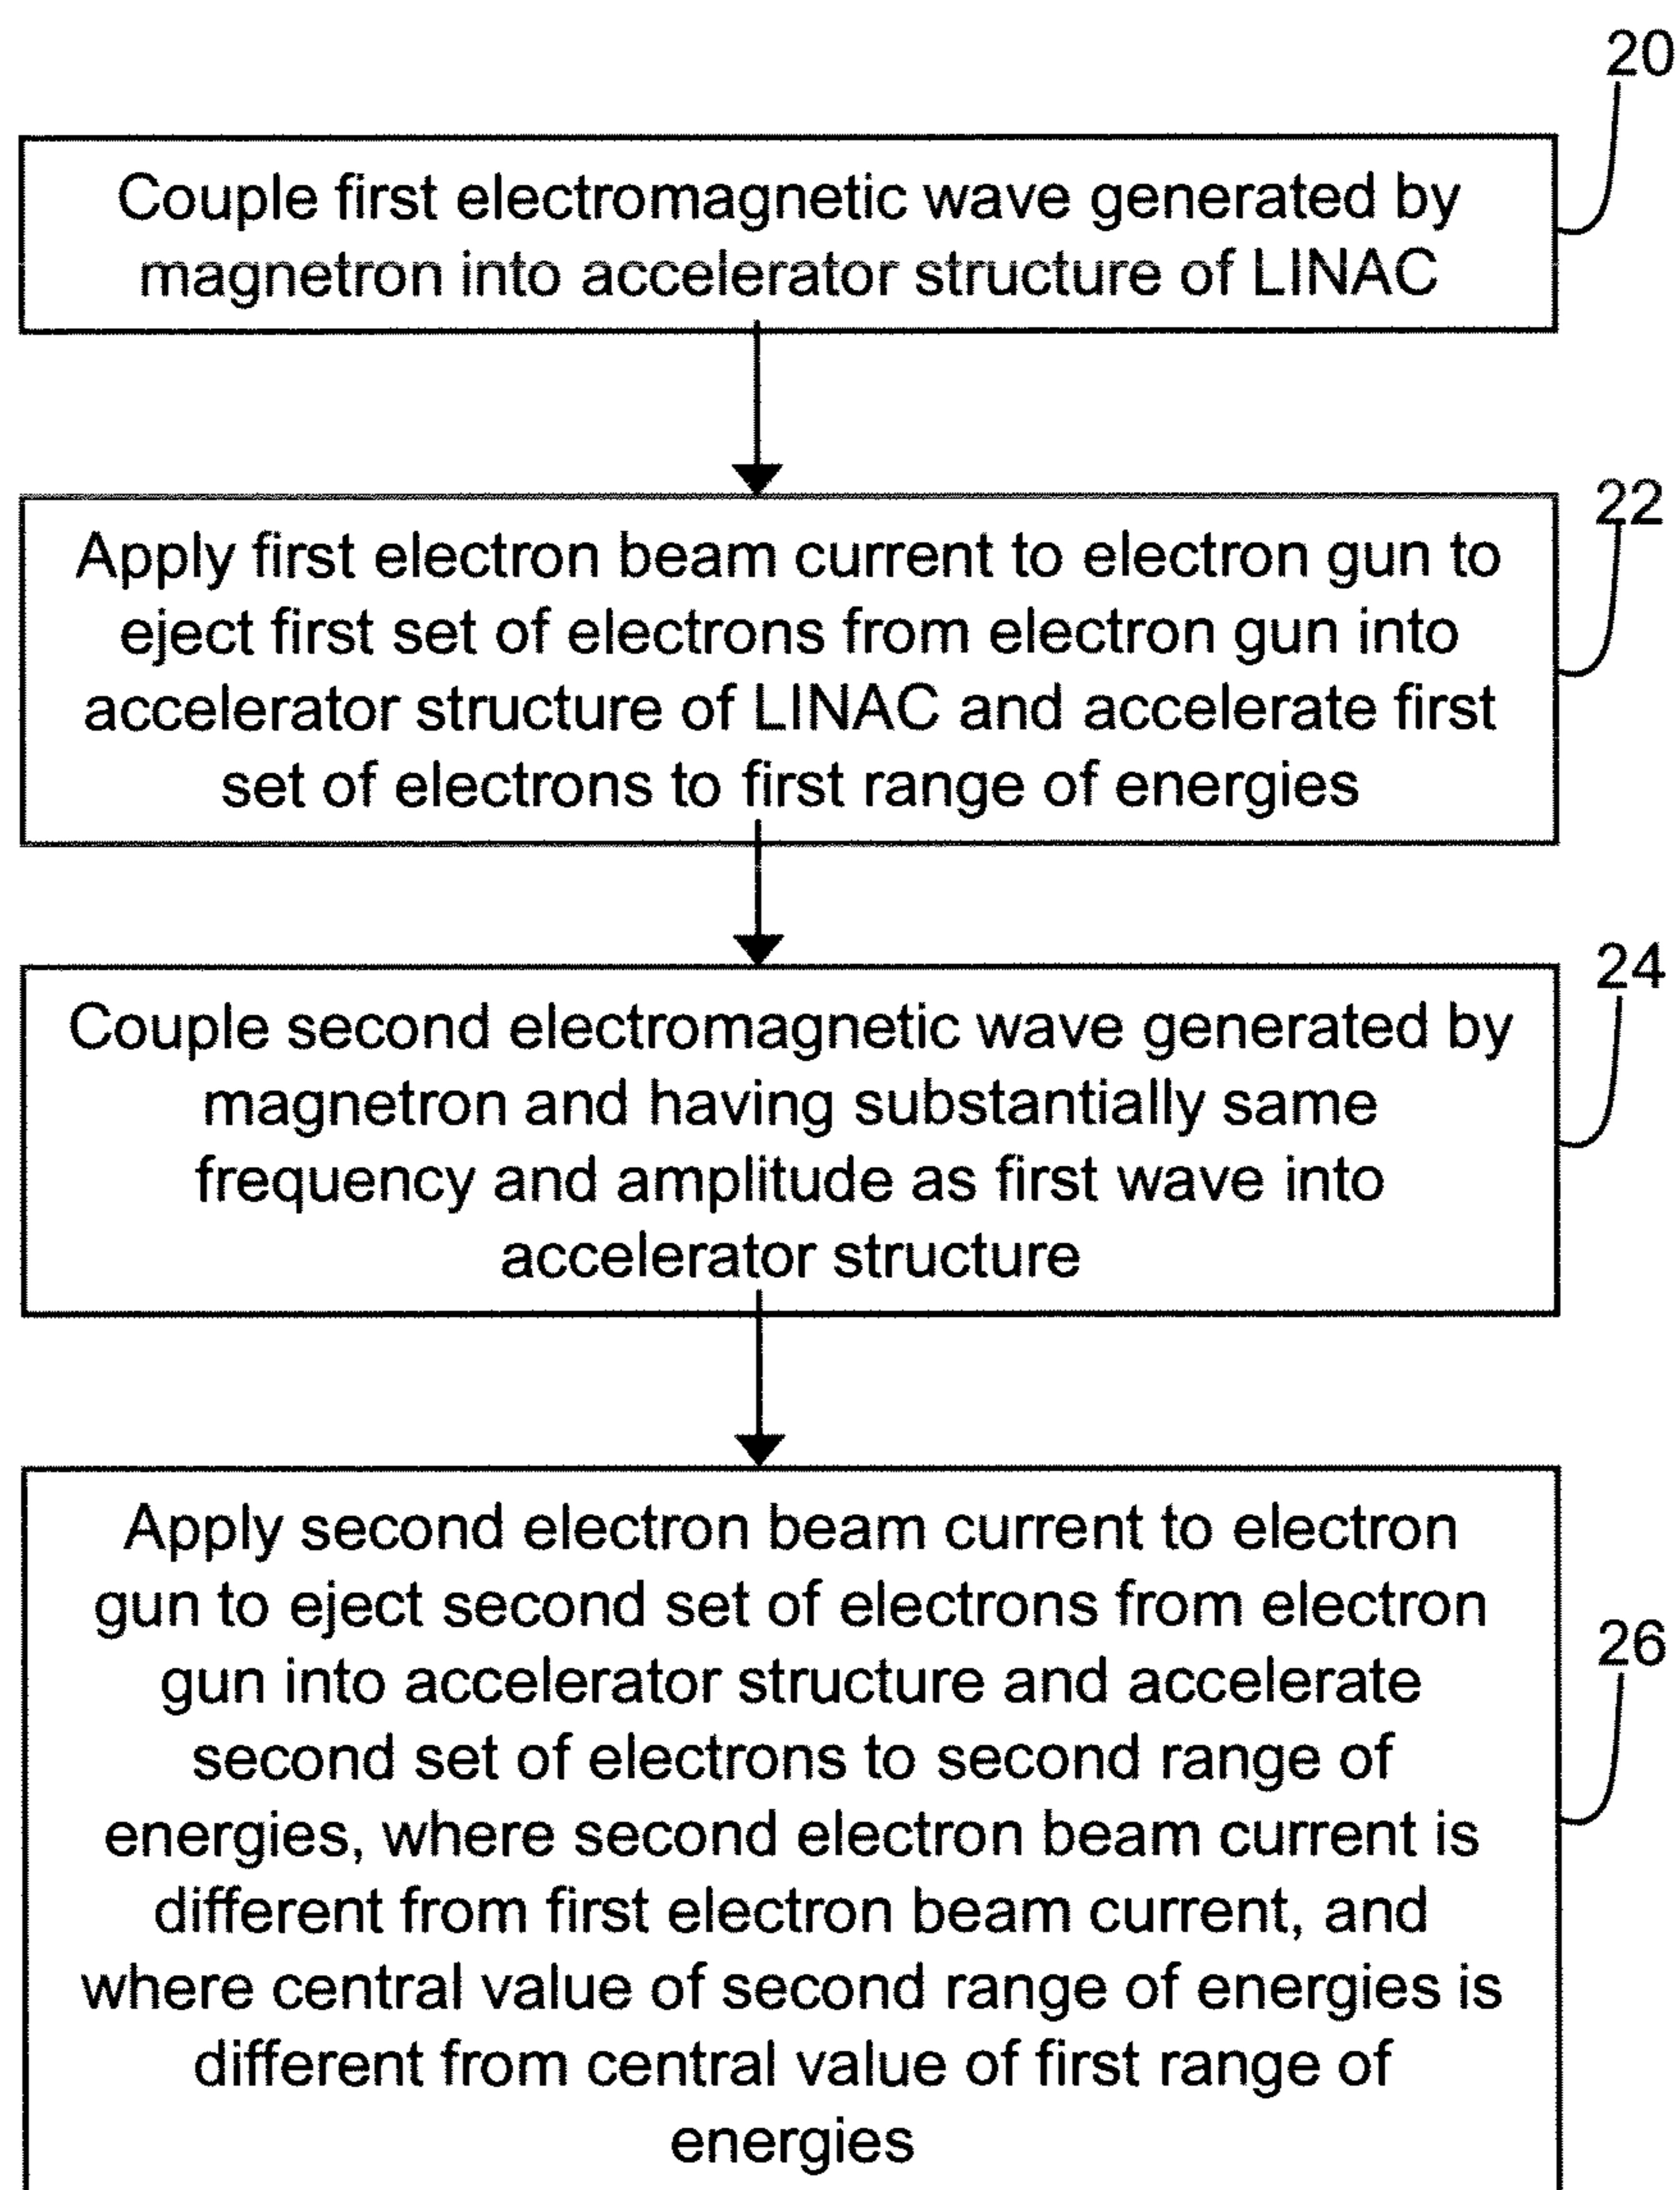 20
Couple first electromagnetic wave generated by
magnetron into accelerator structure of LINAC
22
Apply first electron beam current to electron gun to
eject first set of electrons from electron gun into
accelerator structure of LINAC and accelerate first
set of electrons to first range of energies
24
Couple second electromagnetic wave generated by
magnetron and having substantially same
frequency and amplitude as first wave into
accelerator structure
26
Apply second electron beam current to electron
gun to eject second set of electrons from electron
gun into accelerator structure and accelerate
second set of electrons to second range of
energies, where second electron beam current is
different from first electron beam current, and
where central value of second range of energies is
different from central value of first range of
energies